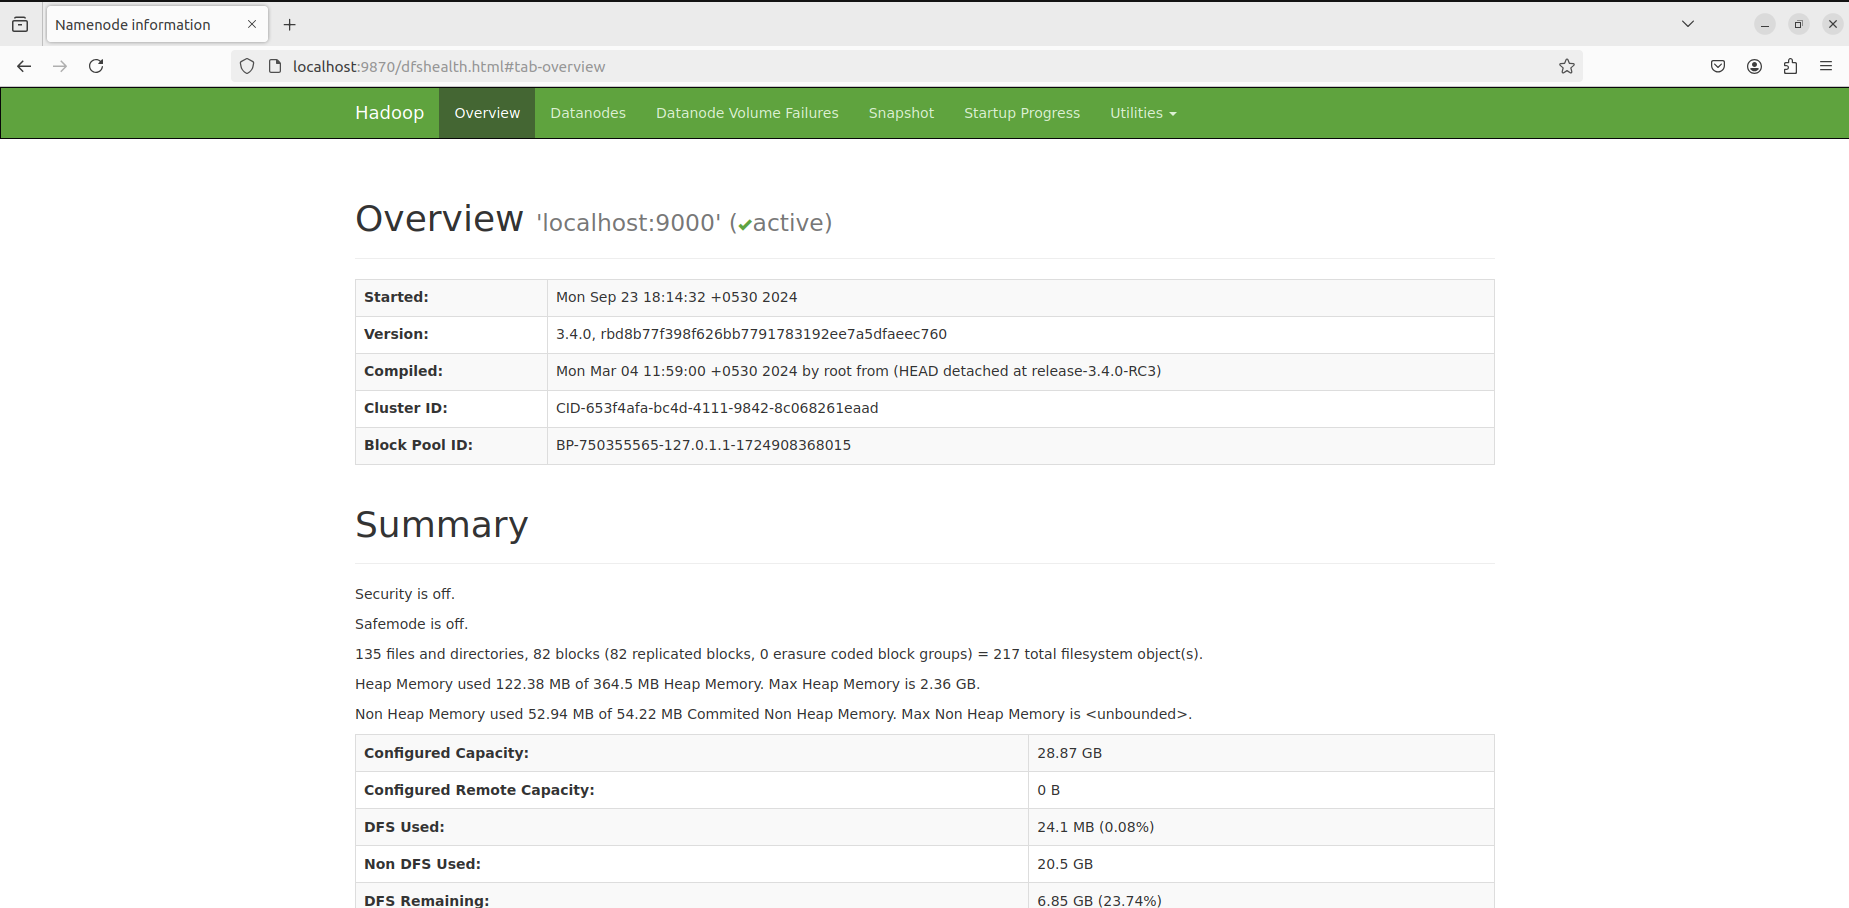 Namenode information
localhost:9870/dfshealth.html#tab-overview
Hadoop Overview Datanodes Datanode Volume Failures Snapshot Startup Progress Utilities
Overview 'localhost:9000' (✔active)
Started: Mon Sep 23 18:14:32 +0530 2024
Version: 3.4.0, rbd8b77f398f626bb7791783192ee7a5dfaeec760
Compiled: Mon Mar 04 11:59:00 +0530 2024 by root from (HEAD detached at release-3.4.0-RC3)
Cluster ID: CID-653f4afa-bc4d-4111-9842-8c068261eaad
Block Pool ID: BP-750355565-127.0.1.1-1724908368015
Summary
Security is off.
Safemode is off.
135 files and directories, 82 blocks (82 replicated blocks, 0 erasure coded block groups) = 217 total filesystem object(s).
Heap Memory used 122.38 MB of 364.5 MB Heap Memory. Max Heap Memory is 2.36 GB.
Non Heap Memory used 52.94 MB of 54.22 MB Commited Non Heap Memory. Max Non Heap Memory is <unbounded>.
Configured Capacity: 28.87 GB
Configured Remote Capacity: 0 B
DFS Used: 24.1 MB (0.08%)
Non DFS Used: 20.5 GB
DFS Remaining: 6.85 GB (23.74%)